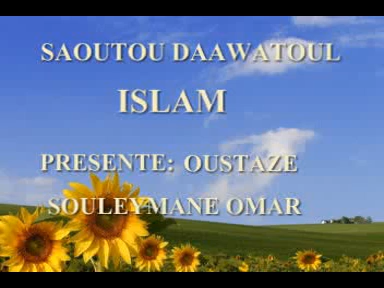 SAOUTOU DAAWATOUL
ISLAM
PRESENTE: OUSTAZE
SOULEYMANE OMAR